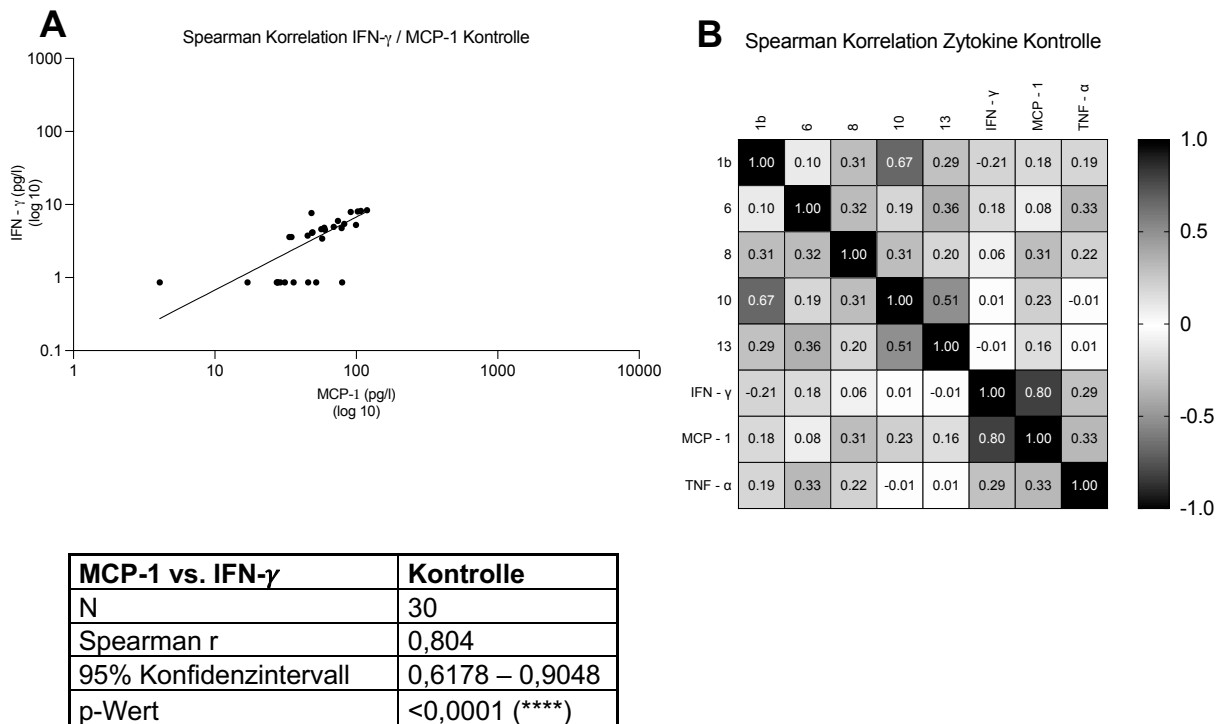 A
Spearman Korrelation IFN-γ / MCP-1 Kontrolle
1000
100
10
1
0.1
IFN - γ (pg/l)
(log 10)
1 10 100 1000 10000
MCP-1 (pg/l)
(log 10)
B
Spearman Korrelation Zytokine Kontrolle
1b 6 8 10 13 IFN - γ MCP - 1 TNF - α
1b 1.00 0.10 0.31 0.67 0.29 -0.21 0.18 0.19
6 0.10 1.00 0.32 0.19 0.36 0.18 0.08 0.33
8 0.31 0.32 1.00 0.31 0.20 0.06 0.31 0.22
10 0.67 0.19 0.31 1.00 0.51 0.01 0.23 -0.01
13 0.29 0.36 0.20 0.51 1.00 -0.01 0.16 0.01
IFN - γ -0.21 0.18 0.06 0.01 -0.01 1.00 0.80 0.29
MCP - 1 0.18 0.08 0.31 0.23 0.16 0.80 1.00 0.33
TNF - α 0.19 0.33 0.22 -0.01 0.01 0.29 0.33 1.00
1.0
0.5
0
-0.5
-1.0
MCP-1 vs. IFN-γ Kontrolle
N 30
Spearman r 0,804
95% Konfidenzintervall 0,6178 – 0,9048
p-Wert <0,0001 (****)